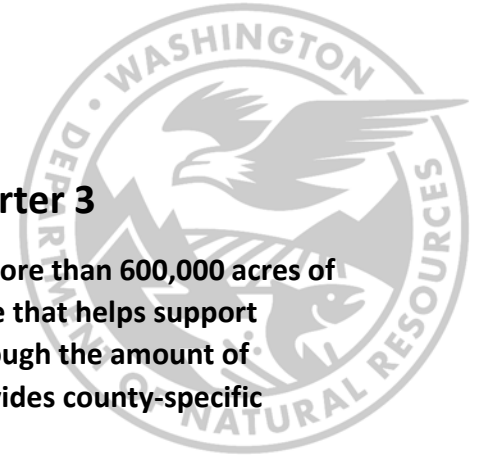 WASHINGTON
DEPARTMENT OF NATURAL RESOURCES
rter 3
ore than 600,000 acres of
e that helps support
ough the amount of
vides county-specific